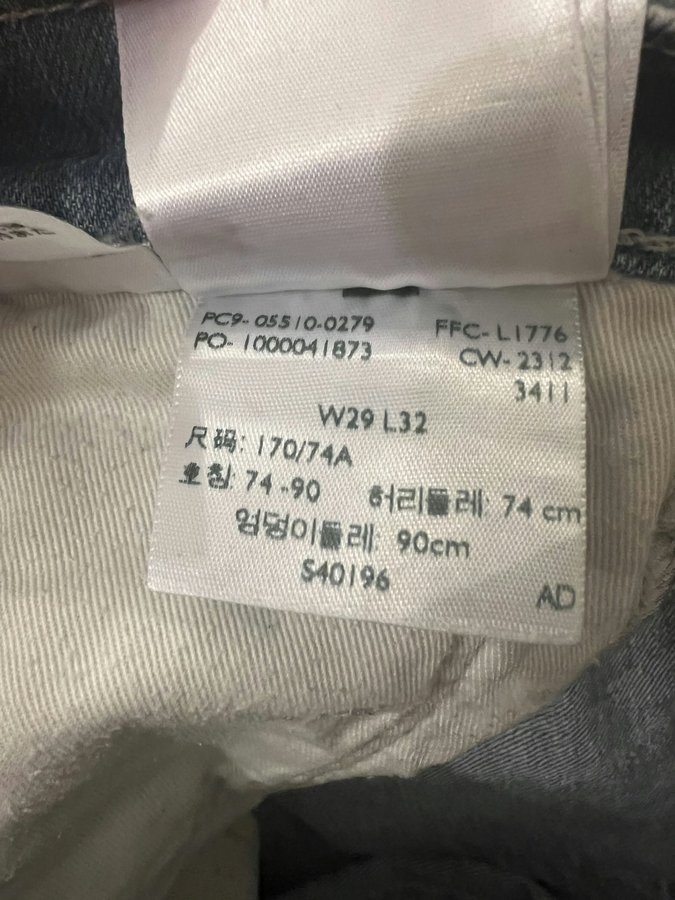 PC9- 05510-0279 FFC- L1776
PO- 1000041873 CW- 2312
3411
W29 L32
尺码: 170/74A
호칭: 74 -90 허리둘레: 74 cm
엉덩이둘레: 90cm
S40196
AD